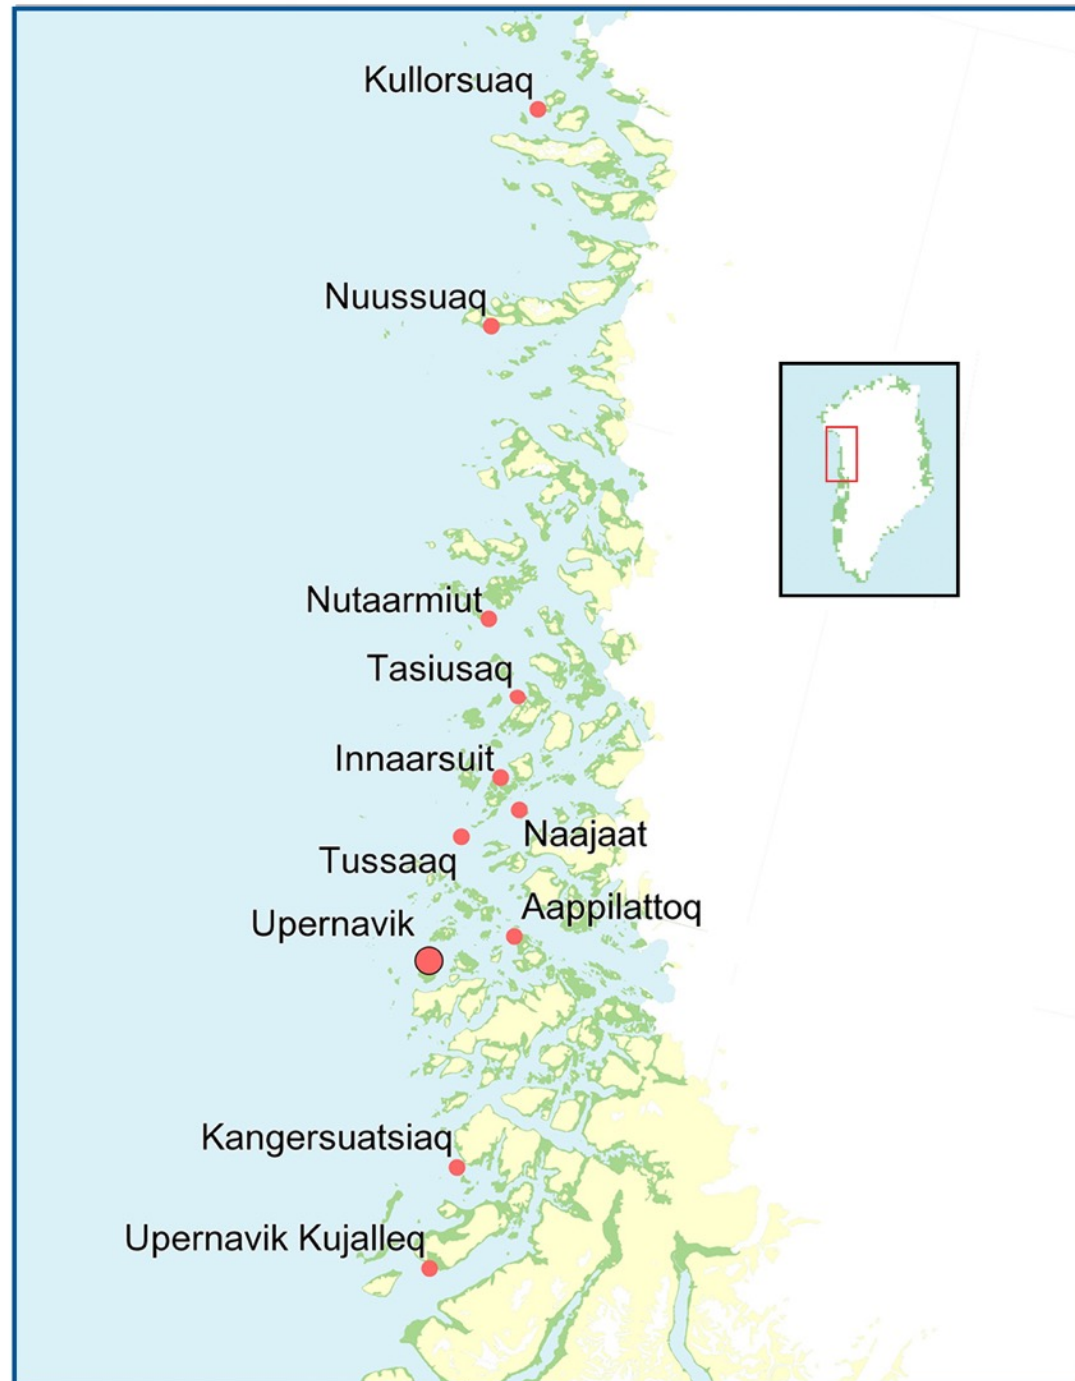 Kullorsuaq
Nuussuaq
Nutaarmiut
Tasiusaq
Innaarsuit
Naajaat
Tussaaq
Aappilattoq
Upernavik
Kangersuatsiaq
Upernavik Kujalleq